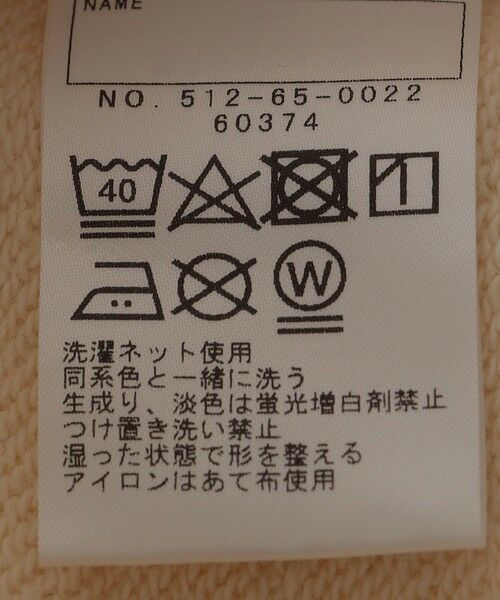 NAME
NO. 512-65-0022
60374
40
W
洗濯ネット使用
同系色と一緒に洗う
生成り、淡色は蛍光増白剤禁止
つけ置き洗い禁止
湿った状態で形を整える
アイロンはあて布使用